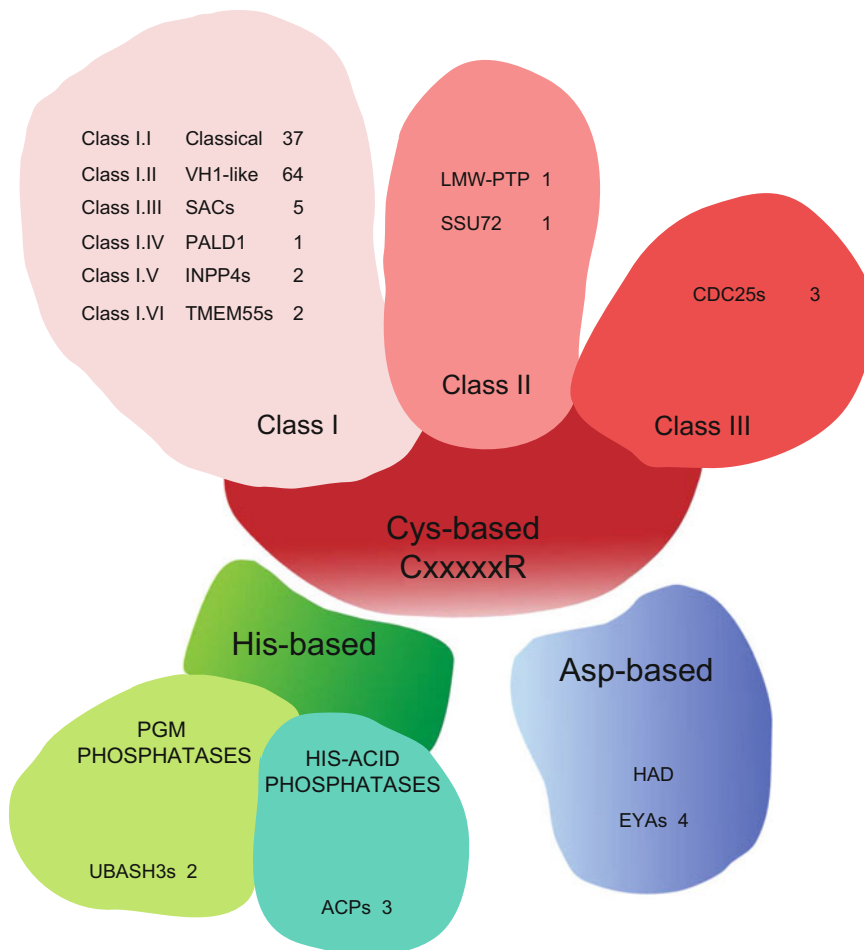 Class I.I Classical 37
Class I.II VH1-like 64
Class I.III SACs 5
Class I.IV PALD1 1
Class I.V INPP4s 2
Class I.VI TMEM55s 2
Class I
LMW-PTP 1
SSU72 1
Class II
CDC25s 3
Class III
Cys-based
CxxxxxR
His-based
PGM
PHOSPHATASES
UBASH3s 2
HIS-ACID
PHOSPHATASES
ACPs 3
Asp-based
HAD
EYAs 4